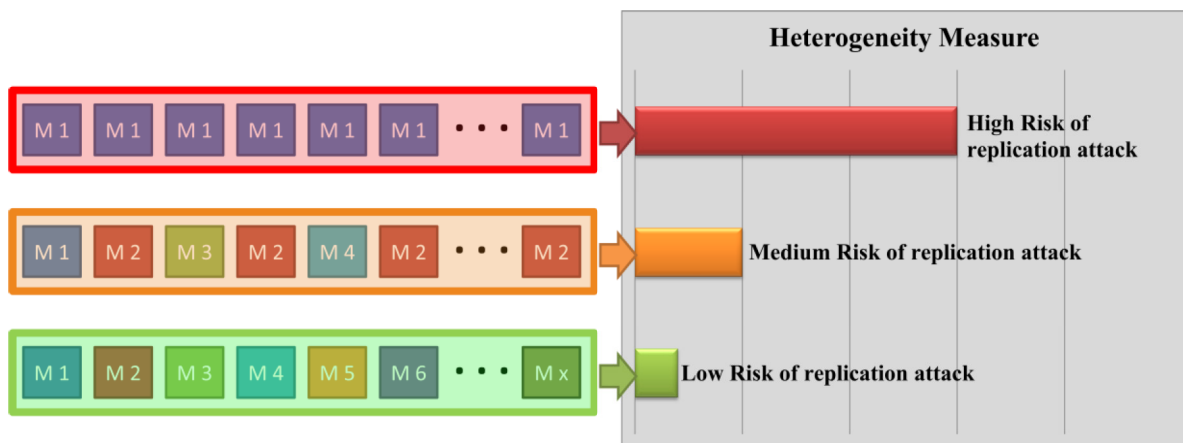 Heterogeneity Measure
M 1 M 1 M 1 M 1 M 1 M 1 • • • M 1
High Risk of
replication attack
M 1 M 2 M 3 M 2 M 4 M 2 • • • M 2
Medium Risk of replication attack
M 1 M 2 M 3 M 4 M 5 M 6 • • • M x
Low Risk of replication attack